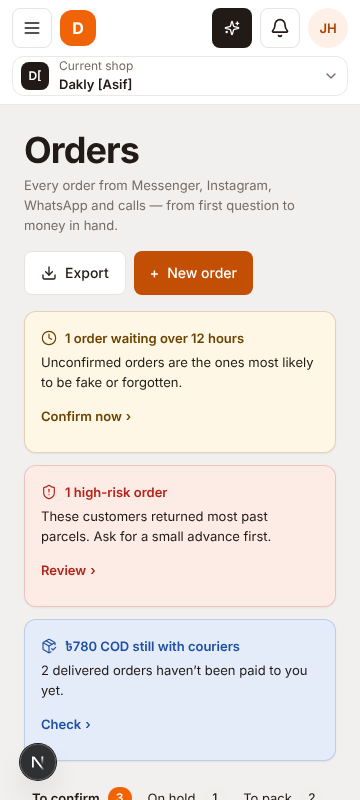 D
JH
D[
Current shop
Dakly [Asif]
Orders
Every order from Messenger, Instagram,
WhatsApp and calls — from first question to
money in hand.
Export
+ New order
1 order waiting over 12 hours
Unconfirmed orders are the ones most likely
to be fake or forgotten.
Confirm now ›
1 high-risk order
These customers returned most past
parcels. Ask for a small advance first.
Review ›
৳780 COD still with couriers
2 delivered orders haven’t been paid to you
yet.
Check ›
N
To confirm 3 On hold 1 To pack 2